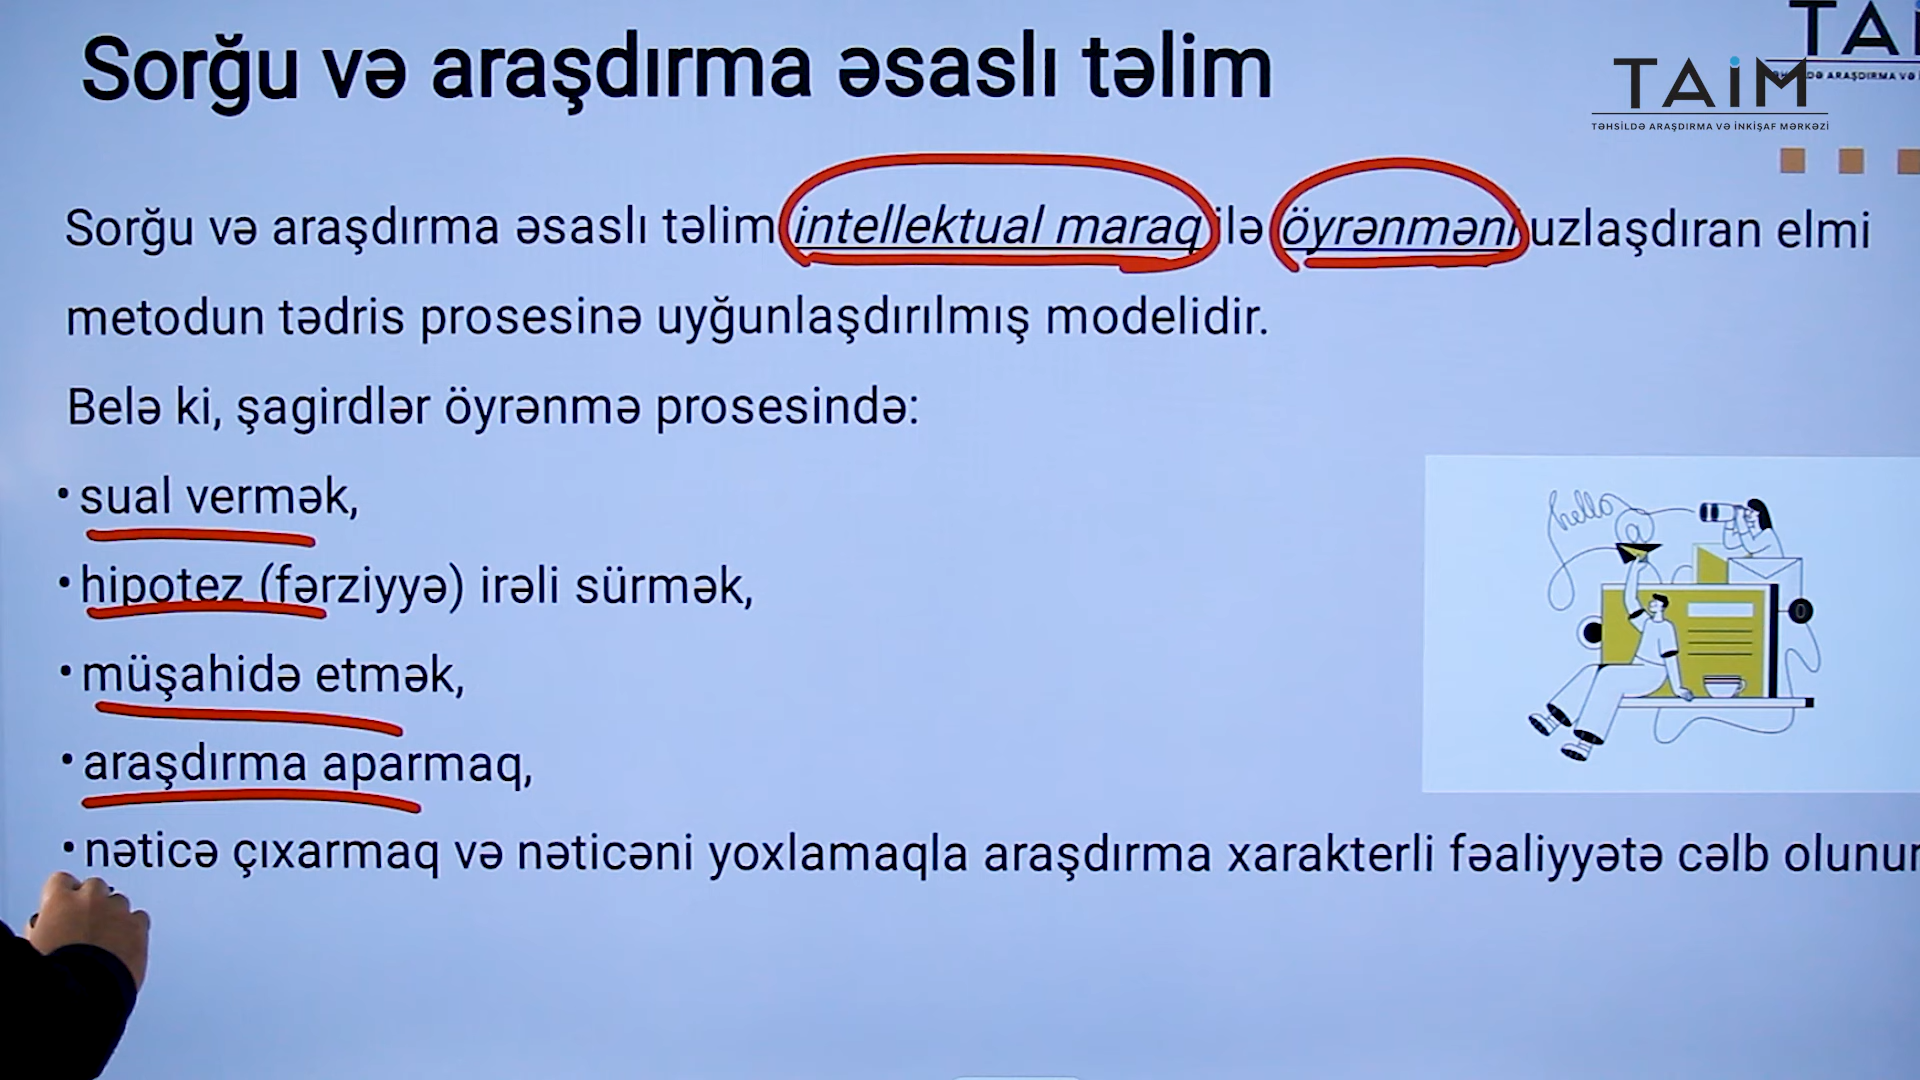 Sorğu və araşdırma əsaslı təlim
TAİM
TƏHSİLDƏ ARAŞDIRMA VƏ İNKİŞAF MƏRKƏZİ
Sorğu və araşdırma əsaslı təlim intellektual maraq ilə öyrənməni uzlaşdıran elmi
metodun tədris prosesinə uyğunlaşdırılmış modelidir.
Belə ki, şagirdlər öyrənmə prosesində:
• sual vermək,
• hipotez (fərziyyə) irəli sürmək,
• müşahidə etmək,
• araşdırma aparmaq,
• nəticə çıxarmaq və nəticəni yoxlamaqla araşdırma xarakterli fəaliyyətə cəlb olunur
hello
@